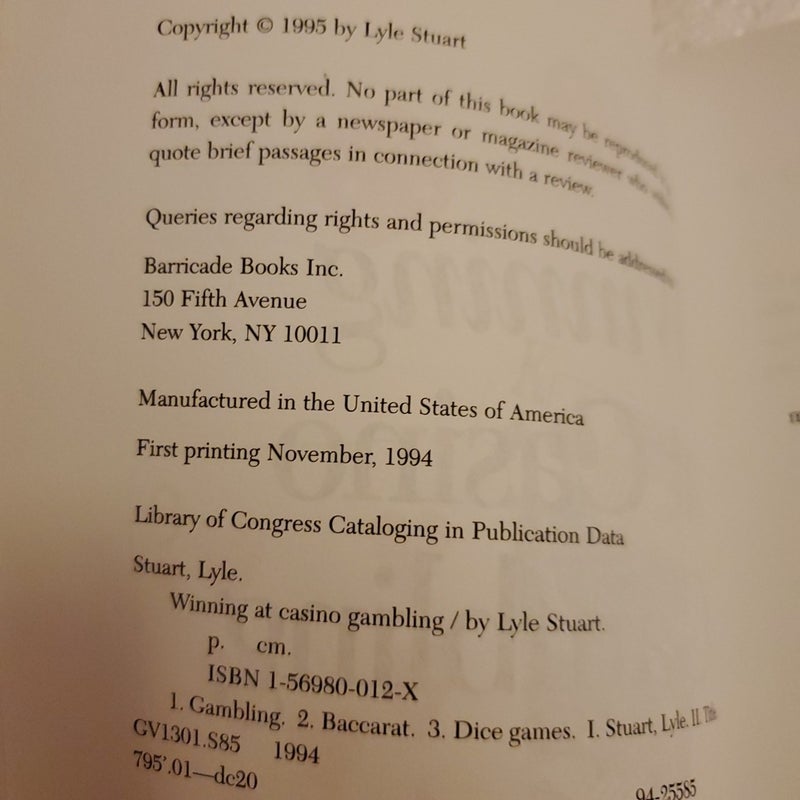 Copyright © 1995 by Lyle Stuart
All rights reserved. No part of this book may be
form, except by a newspaper or magazine reviewer who
quote brief passages in connection with a review.
Queries regarding rights and permissions should be addressed
Barricade Books Inc.
150 Fifth Avenue
New York, NY 10011
Manufactured in the United States of America
First printing November, 1994
Library of Congress Cataloging in Publication Data
Stuart, Lyle.
Winning at casino gambling / by Lyle Stuart.
p. cm.
ISBN 1-56980-012-X
1. Gambling. 2. Baccarat. 3. Dice games. I. Stuart, Lyle. II. Title
GV1301.S85 1994
795'.01—dc20
94-25585